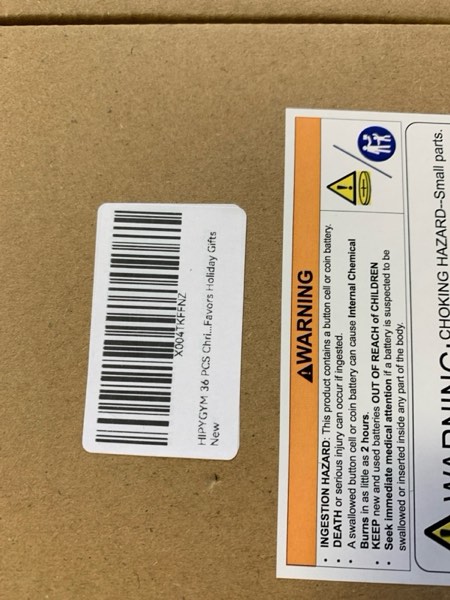 X004TKFFNZ
HIPYGYM 36 PCS Chri...Favors Holiday Gifts
New
WARNING
• INGESTION HAZARD: This product contains a button cell or coin battery.
• DEATH or serious injury can occur if ingested.
• A swallowed button cell or coin battery can cause Internal Chemical
Burns in as little as 2 hours.
• KEEP new and used batteries OUT OF REACH of CHILDREN
• Seek immediate medical attention if a battery is suspected to be
swallowed or inserted inside any part of the body.
WARNING:
CHOKING HAZARD--Small parts.